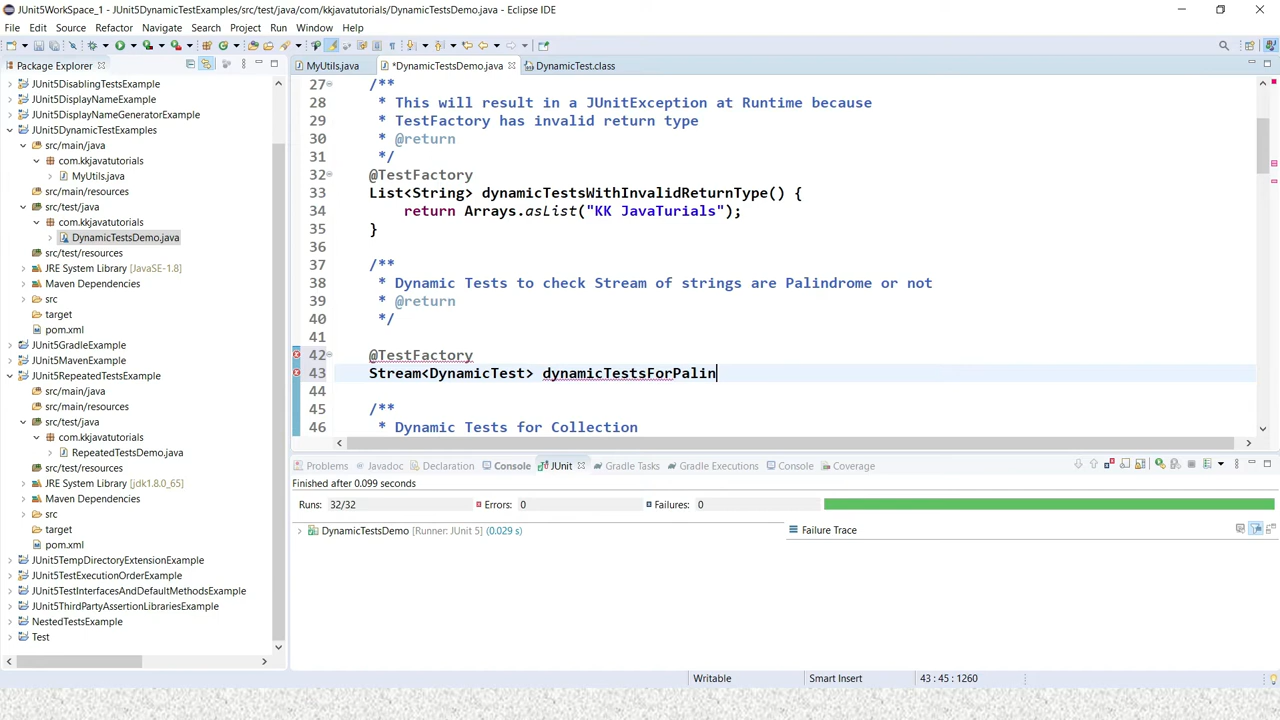 JUnit5WorkSpace_1 - JUnit5DynamicTestExamples/src/test/java/com/kkjavatutorials/DynamicTestsDemo.java - Eclipse IDE
File Edit Source Refactor Navigate Search Project Run Window Help
Package Explorer
MyUtils.java
*DynamicTestsDemo.java
DynamicTest.class
JUnit5DisablingTestsExample
JUnit5DisplayNameExample
JUnit5DisplayNameGeneratorExample
JUnit5DynamicTestExamples
src/main/java
com.kkjavatutorials
MyUtils.java
src/main/resources
src/test/java
com.kkjavatutorials
DynamicTestsDemo.java
src/test/resources
JRE System Library [JavaSE-1.8]
Maven Dependencies
src
target
pom.xml
JUnit5GradleExample
JUnit5MavenExample
JUnit5RepeatedTestsExample
src/main/java
src/main/resources
src/test/java
com.kkjavatutorials
RepeatedTestsDemo.java
src/test/resources
JRE System Library [jdk1.8.0_65]
Maven Dependencies
src
target
pom.xml
JUnit5TempDirectoryExtensionExample
JUnit5TestExecutionOrderExample
JUnit5TestInterfacesAndDefaultMethodsExample
JUnit5ThirdPartyAssertionLibrariesExample
NestedTestsExample
Test
27 /**
28 * This will result in a JUnitException at Runtime because
29 * TestFactory has invalid return type
30 * @return
31 */
32 @TestFactory
33 List<String> dynamicTestsWithInvalidReturnType() {
34 return Arrays.asList("KK JavaTurials");
35 }
36
37 /**
38 * Dynamic Tests to check Stream of strings are Palindrome or not
39 * @return
40 */
41
42 @TestFactory
43 Stream<DynamicTest> dynamicTestsForPalin
44
45 /**
46 * Dynamic Tests for Collection
Problems Javadoc Declaration Console JUnit Gradle Tasks Gradle Executions Console Coverage
Finished after 0.099 seconds
Runs: 32/32 Errors: 0 Failures: 0
DynamicTestsDemo [Runner: JUnit 5] (0.029 s)
Failure Trace
Writable Smart Insert 43 : 45 : 1260